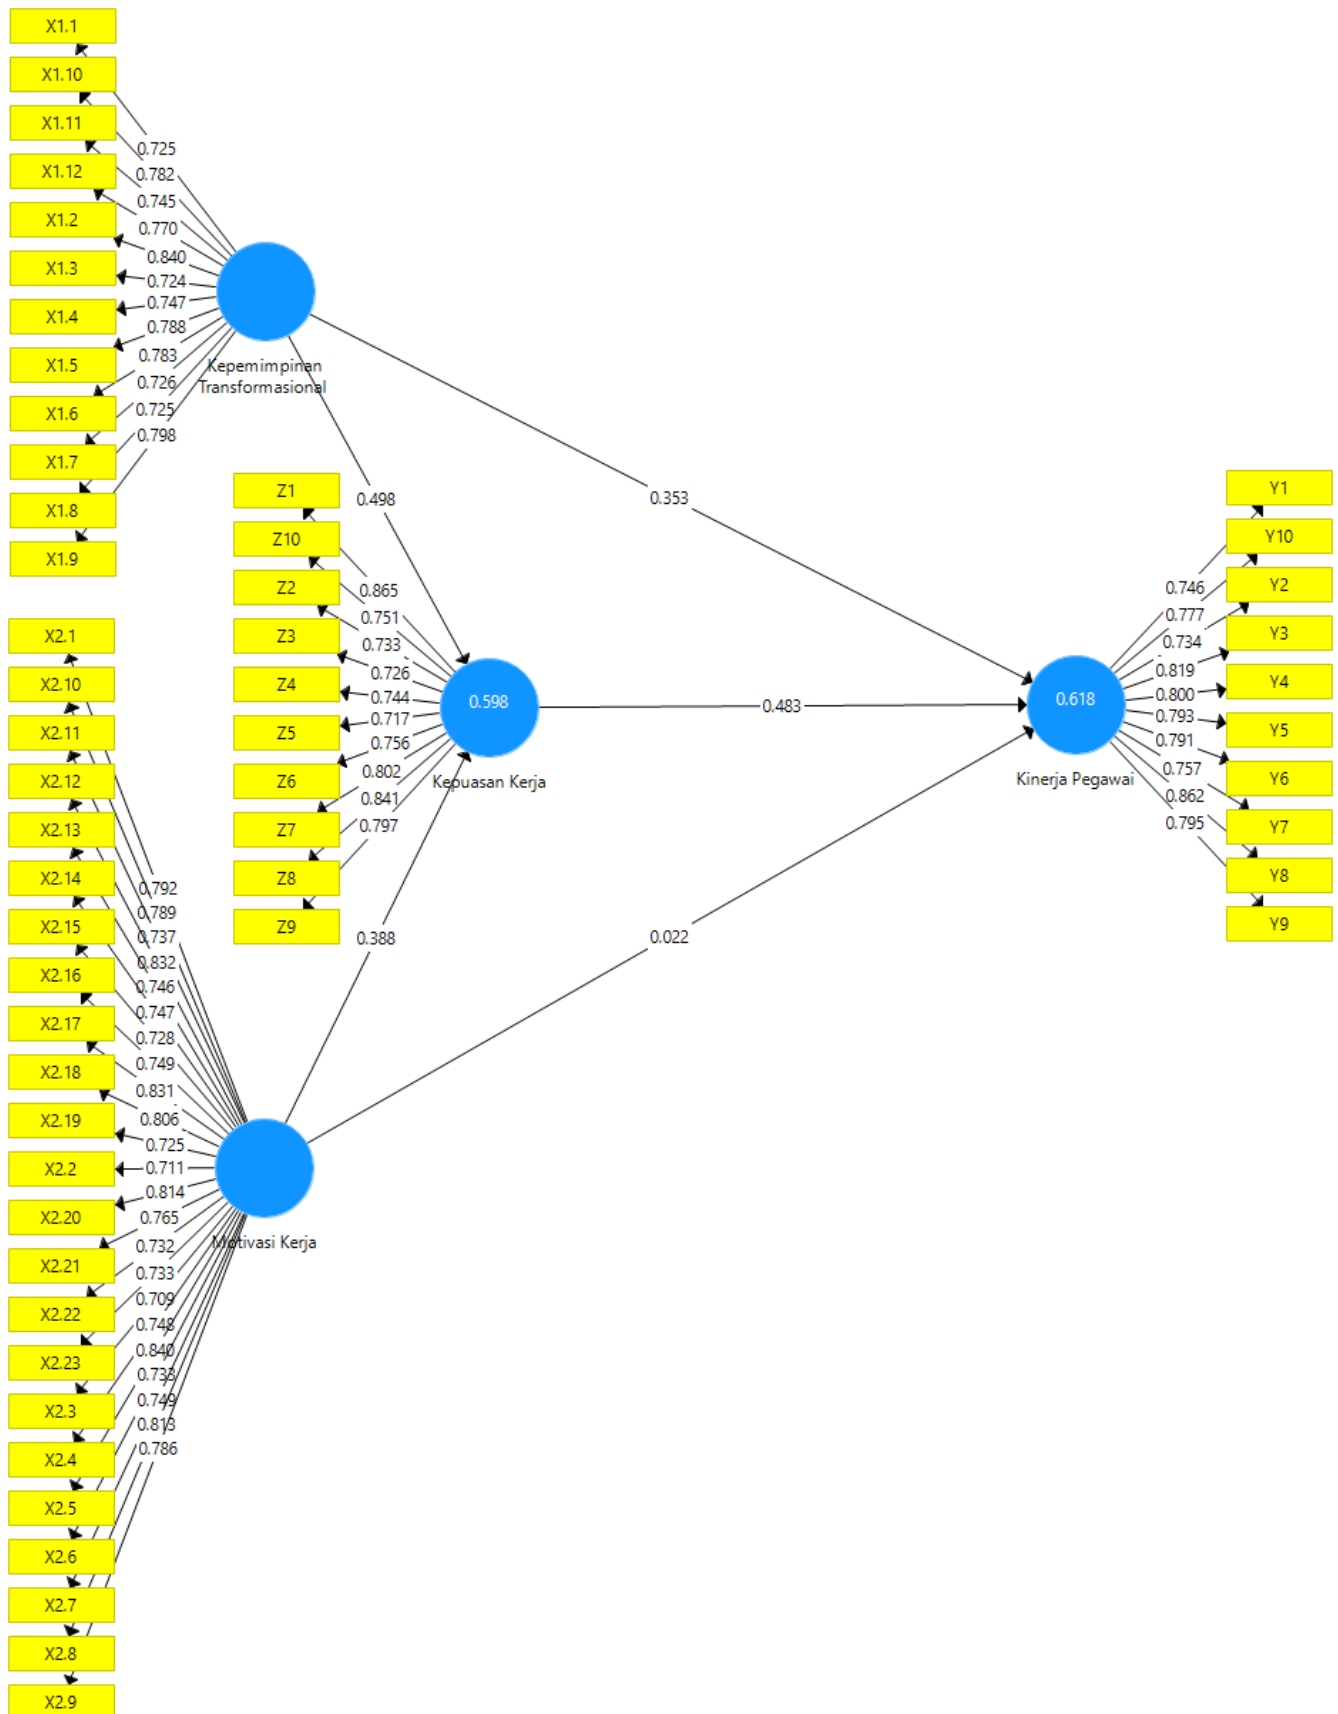 X1.1
X1.10
X1.11
X1.12
X1.2
X1.3
X1.4
X1.5
X1.6
X1.7
X1.8
X1.9
0.725
0.782
0.745
0.770
0.840
0.724
0.747
0.788
0.783
0.726
0.725
0.798
Kepemimpinan
Transformasional
0.498
0.353
Z1
Z10
Z2
Z3
Z4
Z5
Z6
Z7
Z8
Z9
0.865
0.751
0.733
0.726
0.744
0.717
0.756
0.802
0.841
0.797
0.598
Kepuasan Kerja
0.483
0.618
Kinerja Pegawai
0.746
0.777
0.734
0.819
0.800
0.793
0.791
0.757
0.862
0.795
Y1
Y10
Y2
Y3
Y4
Y5
Y6
Y7
Y8
Y9
0.388
0.022
X2.1
X2.10
X2.11
X2.12
X2.13
X2.14
X2.15
X2.16
X2.17
X2.18
X2.19
X2.2
X2.20
X2.21
X2.22
X2.23
X2.3
X2.4
X2.5
X2.6
X2.7
X2.8
X2.9
0.792
0.789
0.737
0.832
0.746
0.747
0.728
0.749
0.831
0.806
0.725
0.711
0.814
0.765
0.732
0.733
0.709
0.748
0.840
0.733
0.749
0.813
0.786
Motivasi Kerja